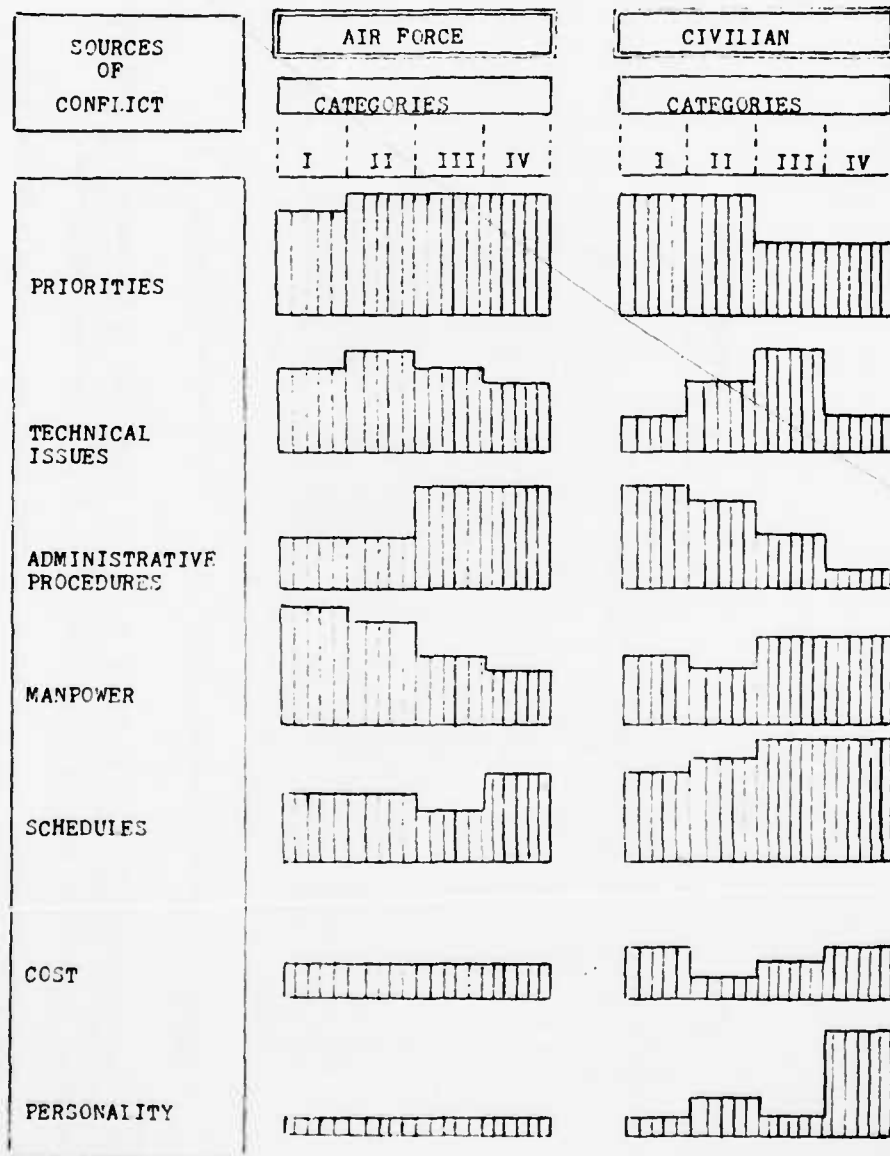 SOURCES
OF
CONFLICT
AIR FORCE
CIVILIAN
CATEGORIES
CATEGORIES
I II III IV
I II III IV
PRIORITIES
TECHNICAL
ISSUES
ADMINISTRATIVE
PROCEDURES
MANPOWER
SCHEDULES
COST
PERSONALITY